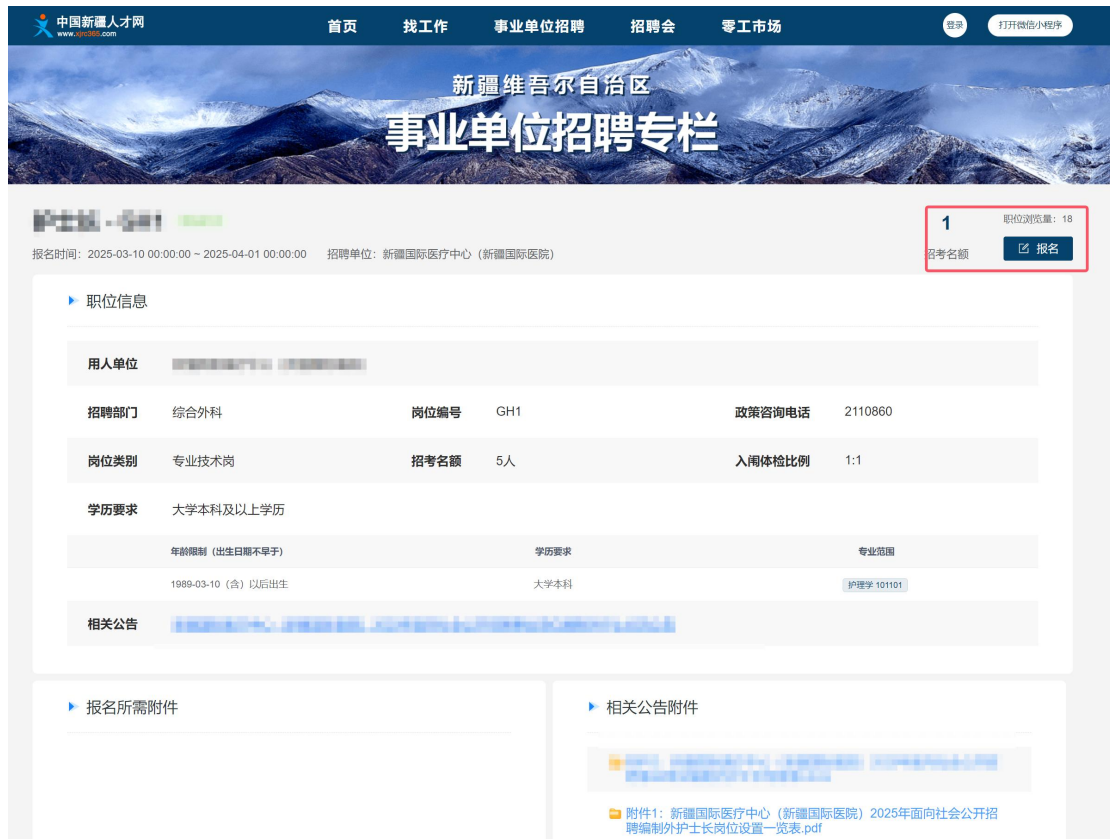 中国新疆人才网
www.xjrc365.com
首页 找工作 事业单位招聘 招聘会 零工市场
登录 打开微信小程序
新疆维吾尔自治区
事业单位招聘专栏
1 职位浏览量：18
报名时间：2025-03-10 00:00:00 ~ 2025-04-01 00:00:00 招聘单位：新疆国际医疗中心（新疆国际医院）
招考名额 报名
职位信息
用人单位
招聘部门 综合外科 岗位编号 GH1 政策咨询电话 2110860
岗位类别 专业技术岗 招考名额 5人 入闱体检比例 1:1
学历要求 大学本科及以上学历
年龄限制（出生日期不早于） 学历要求 专业范围
1989-03-10（含）以后出生 大学本科 护理学 101101
相关公告
报名所需附件 相关公告附件
附件1：新疆国际医疗中心（新疆国际医院）2025年面向社会公开招
聘编制外护士长岗位设置一览表.pdf